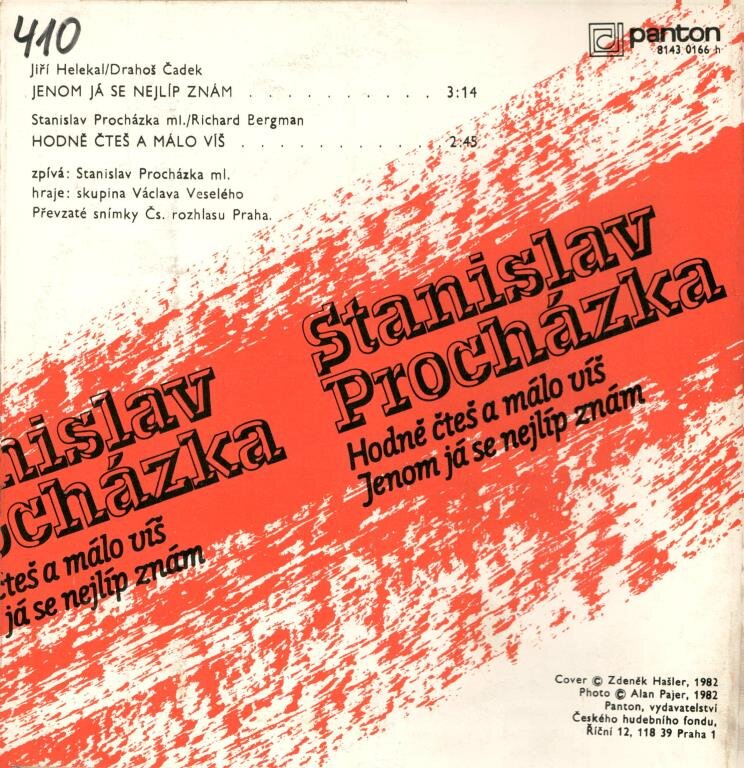 410
panton
8143 0166 h
Jiří Helekal/Drahoš Čadek
JENOM JÁ SE NEJLÍP ZNÁM . . . . . . . . . . 3:14
Stanislav Procházka ml./Richard Bergman
HODNĚ ČTEŠ A MÁLO VÍŠ . . . . . . . . . . 2:45
zpívá: Stanislav Procházka ml.
hraje: skupina Václava Veselého
Převzaté snímky Čs. rozhlasu Praha.
Stanislav
Procházka
Hodně čteš a málo víš
Jenom já se nejlíp znám
nislav
ocházka
čteš a málo víš
já se nejlíp znám
Cover © Zdeněk Hašler, 1982
Photo © Alan Pajer, 1982
Panton, vydavatelství
Českého hudebního fondu,
Říční 12, 118 39 Praha 1